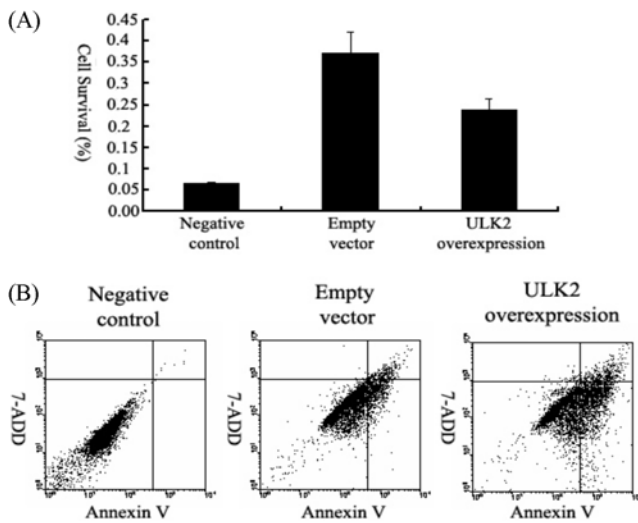 (A)
Cell Survival (%)
0.45
0.4
0.35
0.3
0.25
0.2
0.15
0.1
0.05
0.00
Negative
control
Empty
vector
ULK2
overexpression
(B)
Negative
control
Empty
vector
ULK2
overexpression
7-ADD
7-ADD
7-ADD
Annexin V
Annexin V
Annexin V